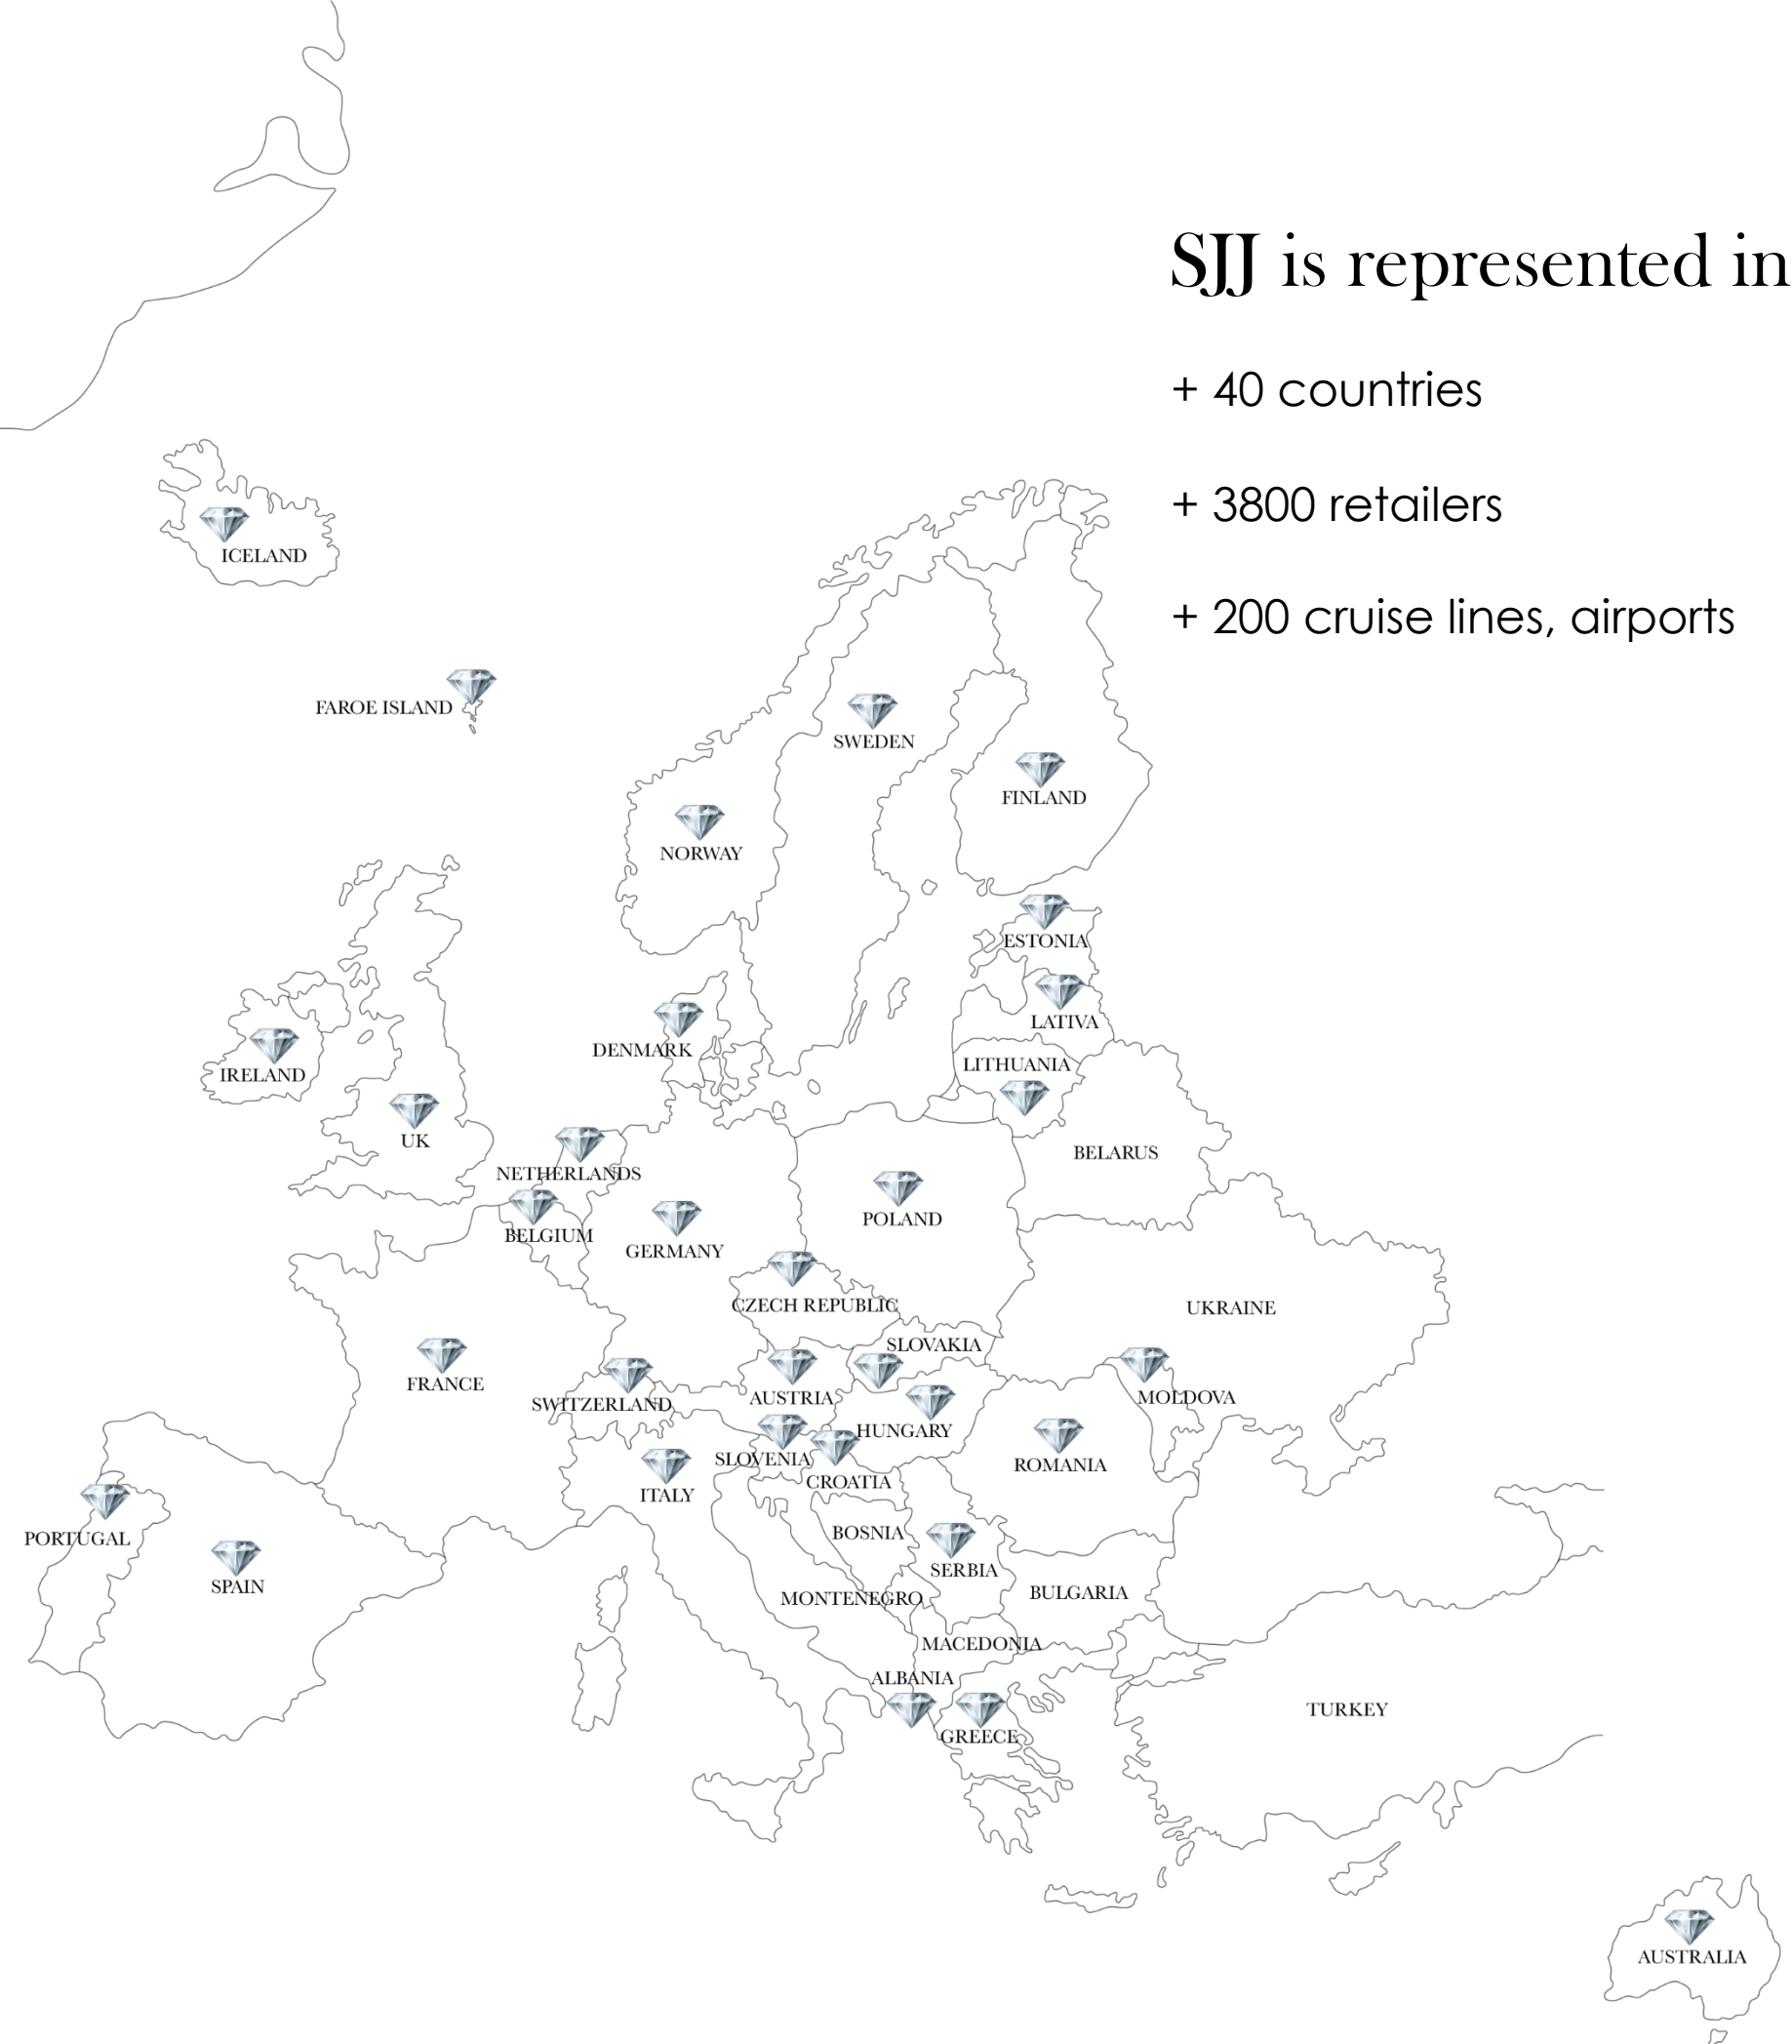 SJJ is represented in
+ 40 countries
+ 3800 retailers
+ 200 cruise lines, airports
ICELAND
FAROE ISLAND
SWEDEN
FINLAND
NORWAY
ESTONIA
LATIVA
DENMARK
LITHUANIA
IRELAND
UK
BELARUS
NETHERLANDS
POLAND
BELGIUM
GERMANY
CZECH REPUBLIC
UKRAINE
SLOVAKIA
FRANCE
SWITZERLAND
AUSTRIA
MOLDOVA
HUNGARY
SLOVENIA
ROMANIA
CROATIA
ITALY
BOSNIA
PORTUGAL
SERBIA
SPAIN
BULGARIA
MONTENEGRO
MACEDONIA
ALBANIA
TURKEY
GREECE
AUSTRALIA